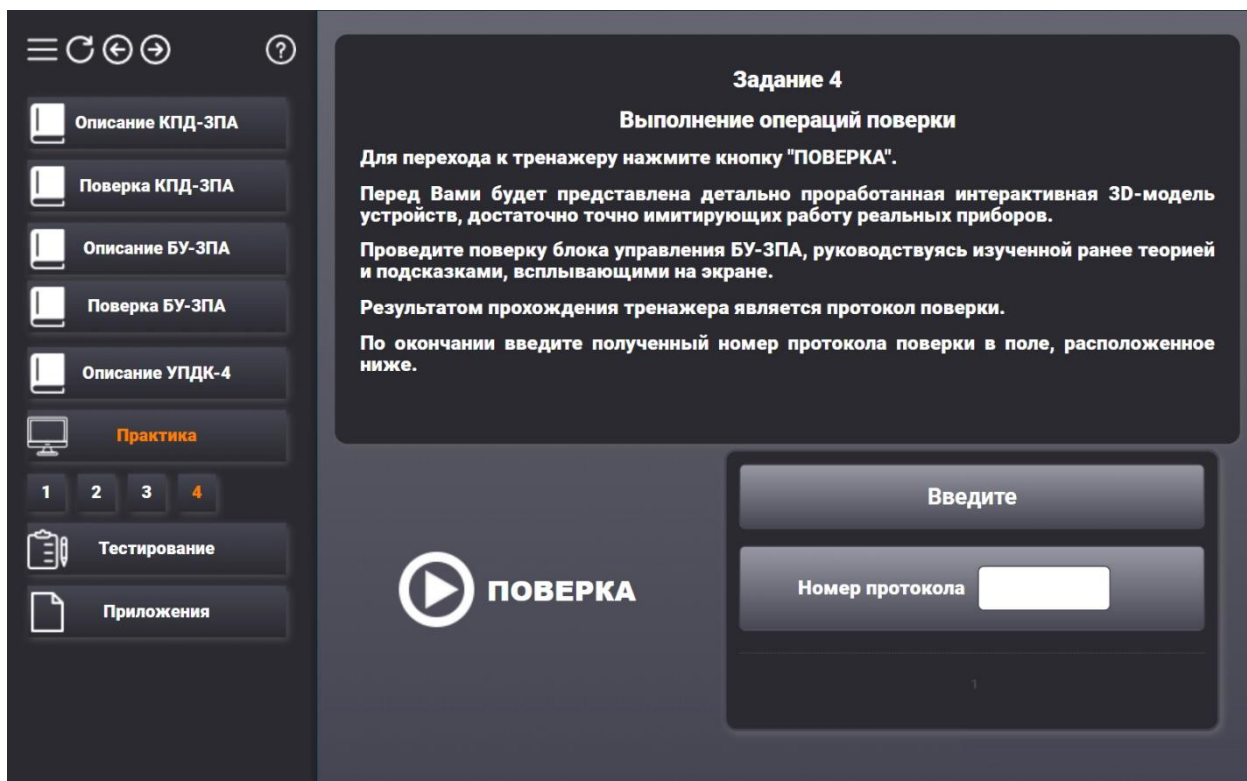 ?
Описание КПД-3ПА
Поверка КПД-3ПА
Описание БУ-3ПА
Поверка БУ-3ПА
Описание УПДК-4
Практика
1 2 3 4
Тестирование
Приложения
Задание 4
Выполнение операций поверки
Для перехода к тренажеру нажмите кнопку "ПОВЕРКА".
Перед Вами будет представлена детально проработанная интерактивная 3D-модель
устройств, достаточно точно имитирующих работу реальных приборов.
Проведите поверку блока управления БУ-3ПА, руководствуясь изученной ранее теорией
и подсказками, всплывающими на экране.
Результатом прохождения тренажера является протокол поверки.
По окончании введите полученный номер протокола поверки в поле, расположенное
ниже.
ПОВЕРКА
Введите
Номер протокола
1